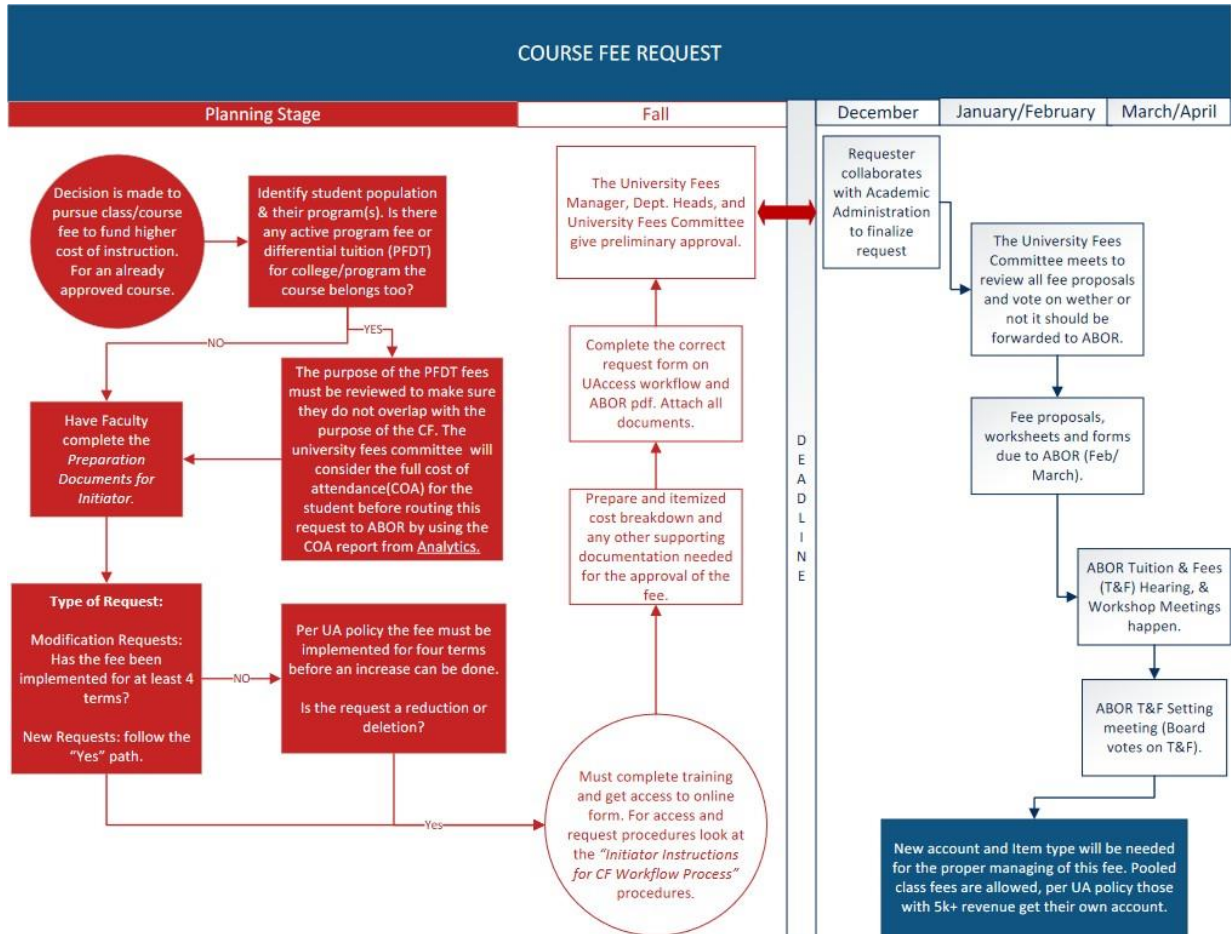 COURSE FEE REQUEST
Planning Stage
Fall
December
January/February
March/April
Decision is made to
pursue class/course
fee to fund higher
cost of instruction.
For an already
approved course.
Identify student population
& their program(s). Is there
any active program fee or
differential tuition (PFDT)
for college/program the
course belongs too?
NO
YES
Have Faculty
complete the
Preparation
Documents for
Initiator.
The purpose of the PFDT fees
must be reviewed to make sure
they do not overlap with the
purpose of the CF. The
university fees committee will
consider the full cost of
attendance(COA) for the
student before routing this
request to ABOR by using the
COA report from Analytics.
Type of Request:
Modification Requests:
Has the fee been
implemented for at least 4
terms?
New Requests: follow the
"Yes" path.
NO
Per UA policy the fee must be
implemented for four terms
before an increase can be done.
Is the request a reduction or
deletion?
Yes
The University Fees
Manager, Dept. Heads, and
University Fees Committee
give preliminary approval.
Complete the correct
request form on
UAccess workflow and
ABOR pdf. Attach all
documents.
Prepare and itemized
cost breakdown and
any other supporting
documentation needed
for the approval of the
fee.
Must complete training
and get access to online
form. For access and
request procedures look at
the "Initiator Instructions
for CF Workflow Process"
procedures.
D
E
A
D
L
I
N
E
Requester
collaborates
with Academic
Administration
to finalize
request
The University Fees
Committee meets to
review all fee proposals
and vote on wether or
not it should be
forwarded to ABOR.
Fee proposals,
worksheets and forms
due to ABOR (Feb/
March).
ABOR Tuition & Fees
(T&F) Hearing, &
Workshop Meetings
happen.
ABOR T&F Setting
meeting (Board
votes on T&F).
New account and Item type will be needed
for the proper managing of this fee. Pooled
class fees are allowed, per UA policy those
with 5k+ revenue get their own account.